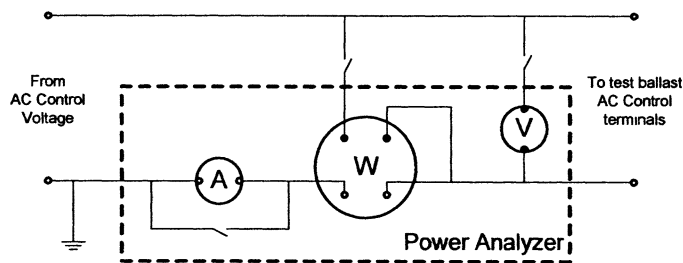 From
AC Control
Voltage
To test ballast
AC Control
terminals
V
W
A
Power Analyzer